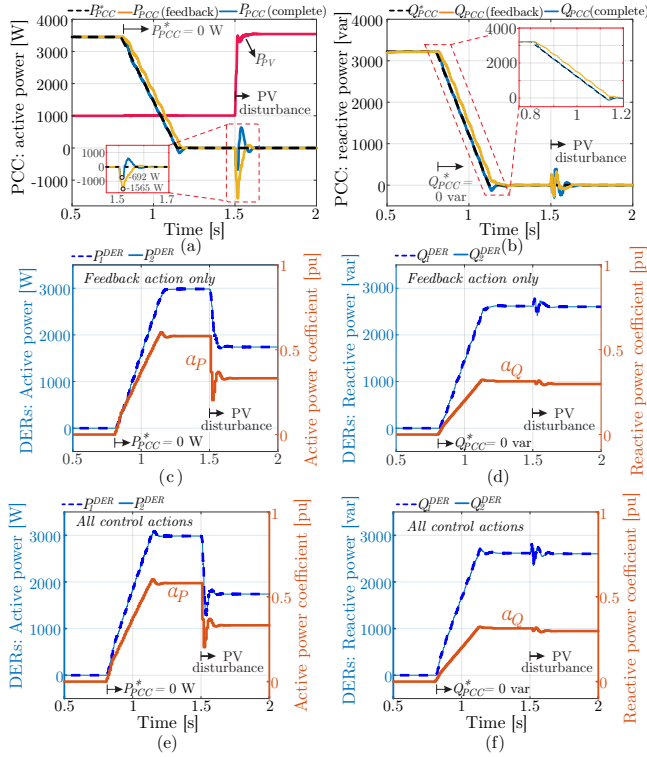 P*PCC PPCC (feedback) PPCC (complete)
PCC: active power [W]
4000
3000
2000
1000
0
-1000
P*PCC = 0 W
PPV
PV
disturbance
1000
0
-1000
-692 W
-1565 W
1.5 1.7
0.5 1 1.5 2
Time [s]
(a)
Q*PCC QPCC (feedback) QPCC (complete)
PCC: reactive power [var]
4000
3000
2000
1000
0
3000
2000
1000
0
0.8 1 1.2
PV
disturbance
Q*PCC =
0 var
0.5 1 1.5 2
Time [s]
(b)
P1DER P2DER
DERs: Active power [W]
Feedback action only
3000
2000
1000
0
aP
PV
disturbance
P*PCC = 0 W
1
0.5
0
Active power coefficient [pu]
0.5 1 1.5 2
(c)
Q1DER Q2DER
DERs: Reactive power [var]
Feedback action only
3000
2000
1000
0
aQ
PV
disturbance
Q*PCC = 0 var
1
0.5
0
Reactive power coefficient [pu]
0.5 1 1.5 2
(d)
P1DER P2DER
DERs: Active power [W]
All control actions
3000
2000
1000
0
aP
PV
disturbance
P*PCC = 0 W
1
0.5
0
Active power coefficient [pu]
0.5 1 1.5 2
Time [s]
(e)
Q1DER Q2DER
DERs: Reactive power [var]
All control actions
3000
2000
1000
0
aQ
PV
disturbance
Q*PCC = 0 var
1
0.5
0
Reactive power coefficient [pu]
0.5 1 1.5 2
Time [s]
(f)